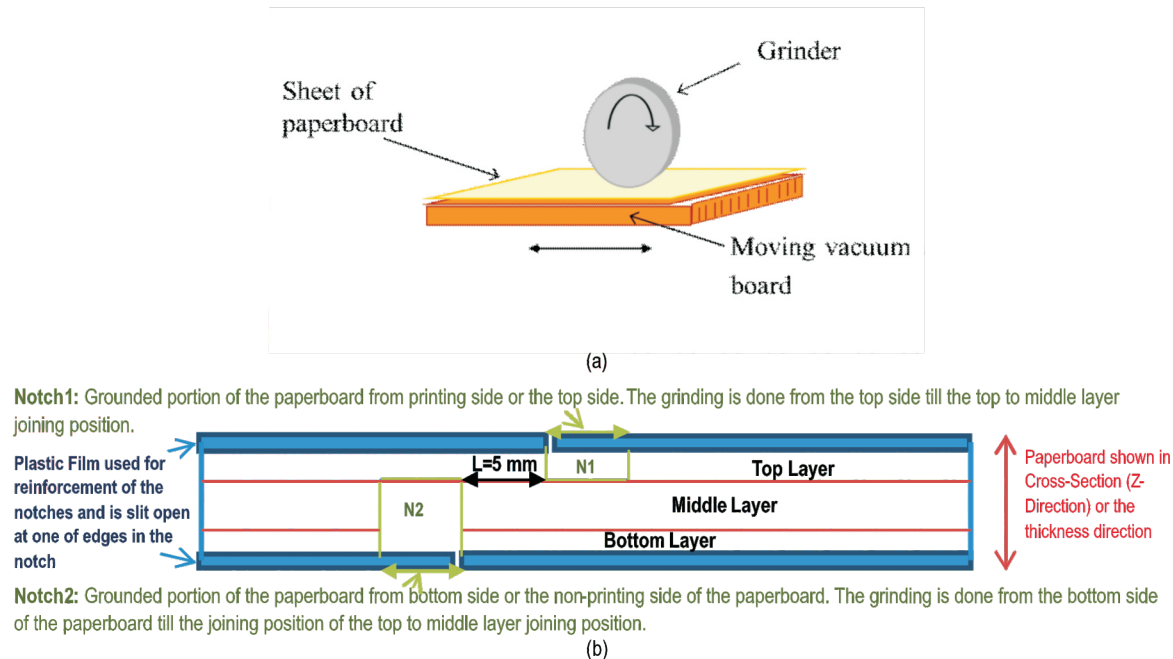 Grinder
Sheet of
paperboard
Moving vacuum
board
(a)
Notch1: Grounded portion of the paperboard from printing side or the top side. The grinding is done from the top side till the top to middle layer
joining position.
Plastic Film used for
reinforcement of the
notches and is slit open
at one of edges in the
notch
L=5 mm
N1
Top Layer
N2
Middle Layer
Bottom Layer
Paperboard shown in
Cross-Section (Z-
Direction) or the
thickness direction
Notch2: Grounded portion of the paperboard from bottom side or the non-printing side of the paperboard. The grinding is done from the bottom side
of the paperboard till the joining position of the top to middle layer joining position.
(b)